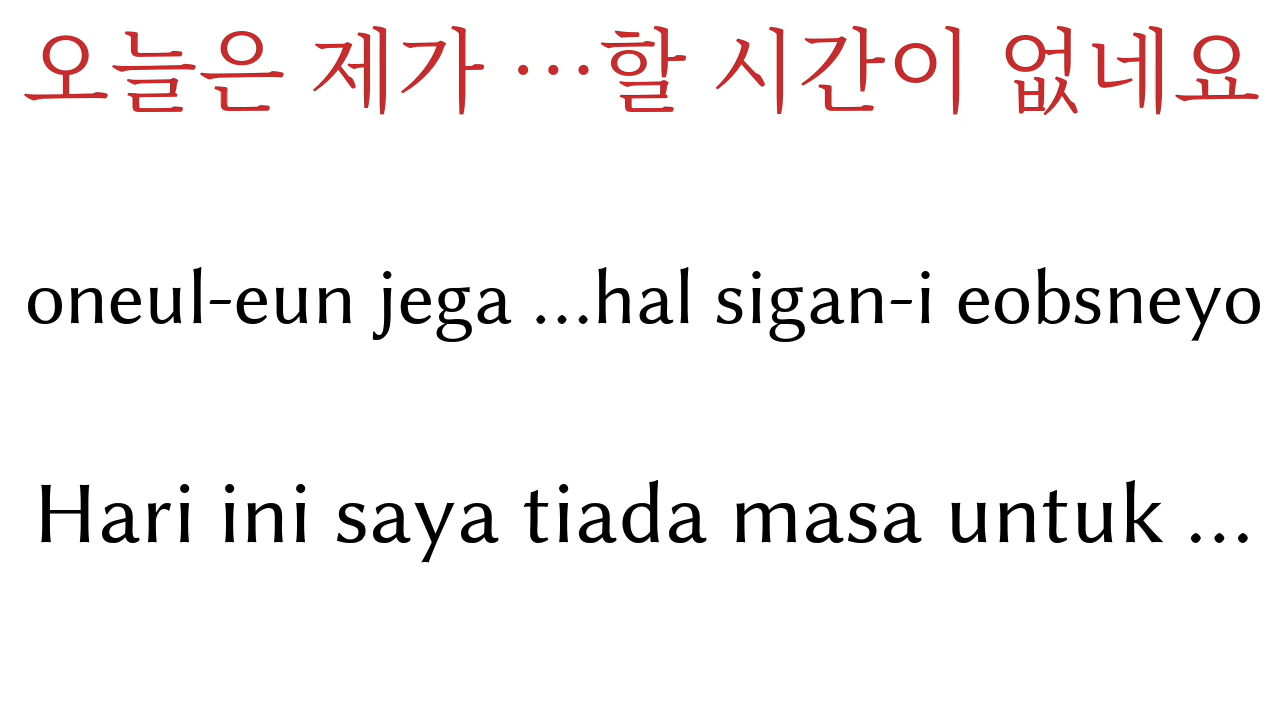 오늘은 제가 …할 시간이 없네요
oneul-eun jega ...hal sigan-i eobsneyo
Hari ini saya tiada masa untuk ...